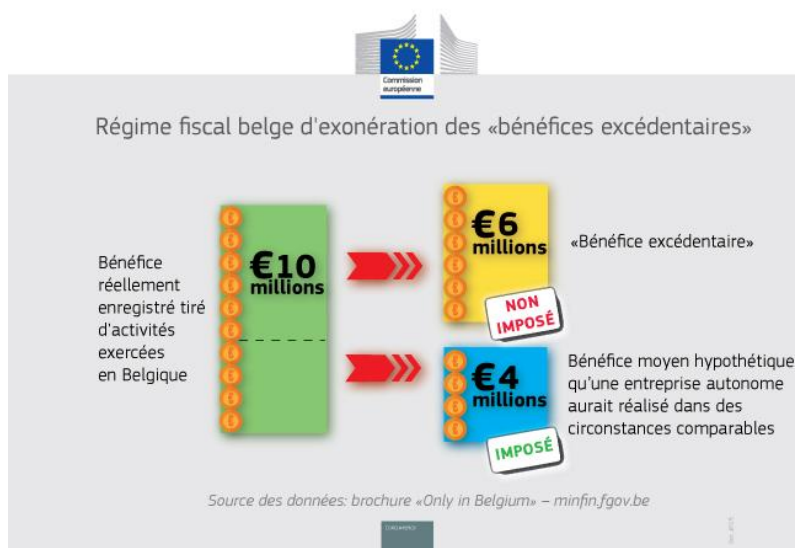 Commission
européenne
Régime fiscal belge d'exonération des «bénéfices excédentaires»
Bénéfice
réellement
enregistré tiré
d'activités
exercées
en Belgique
€10
millions
€6
millions
NON
IMPOSÉ
«Bénéfice excédentaire»
€4
millions
IMPOSÉ
Bénéfice moyen hypothétique
qu'une entreprise autonome
aurait réalisé dans des
circonstances comparables
Source des données: brochure «Only in Belgium» – minfin.fgov.be